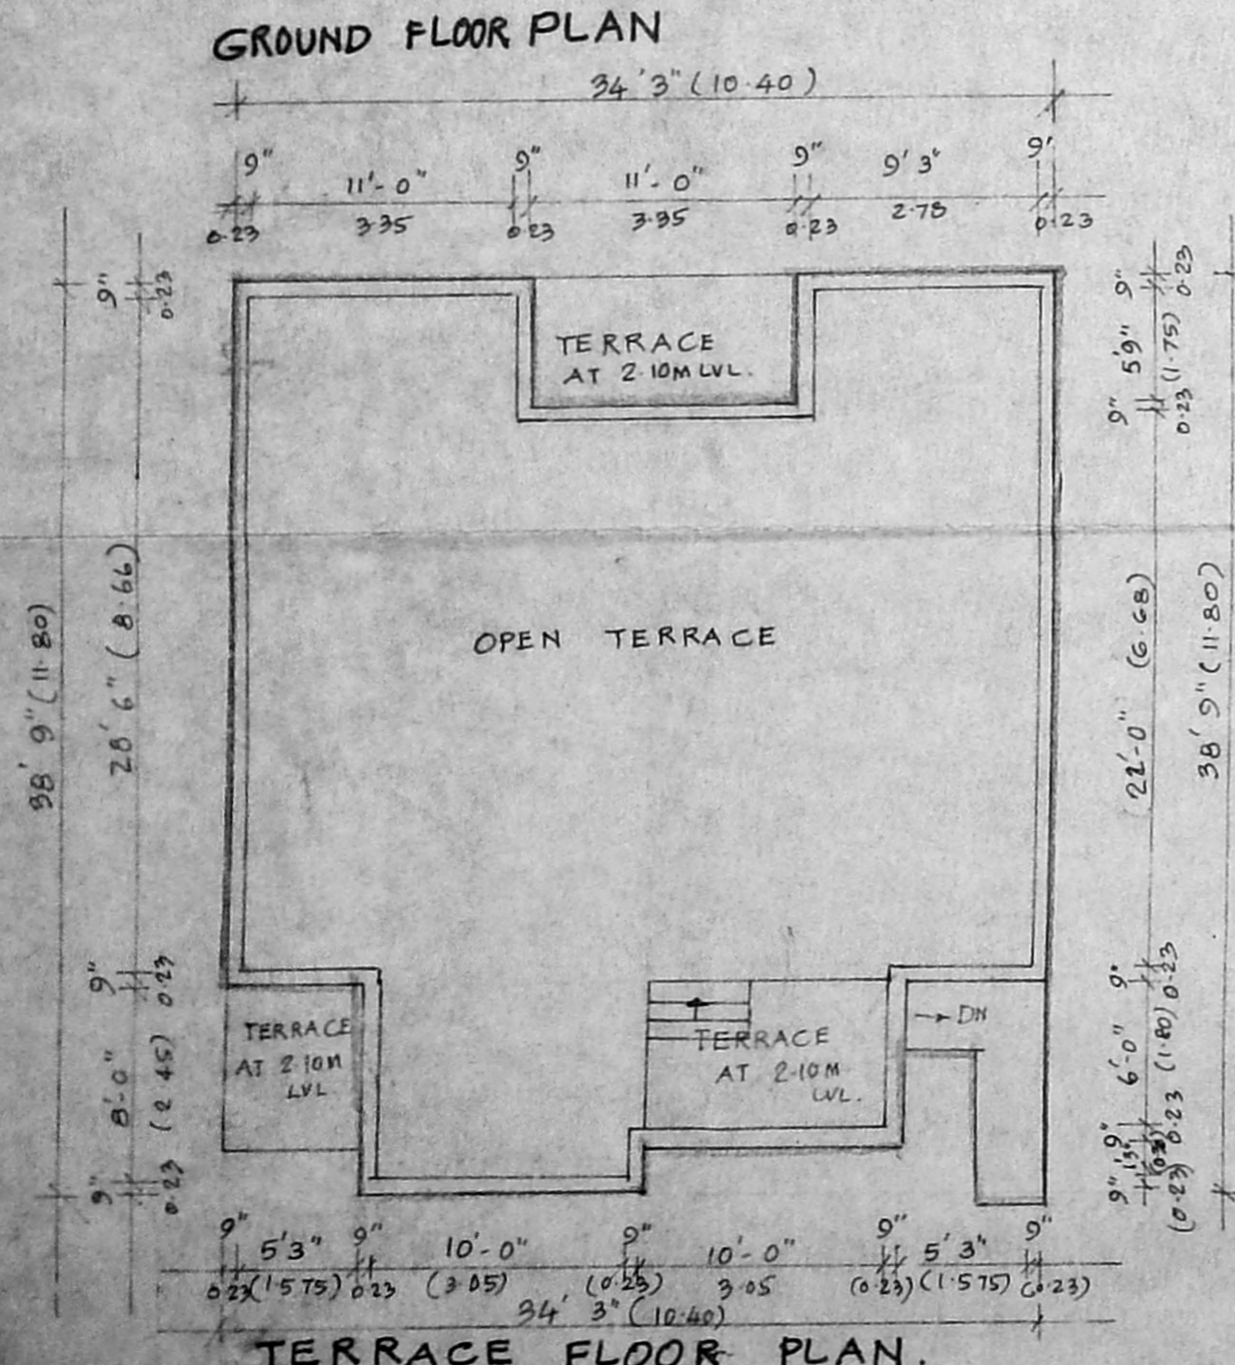 GROUND FLOOR PLAN
34' 3" (10.40)
9" 11'-0" 9" 11'-0" 9" 9' 3" 9'
0.23 3.35 0.23 3.35 0.23 2.78 0.23
9" 0.23
28' 6" (8.66)
38' 9" (11.80)
9" 0.23
8'-0" (2.45)
9" 0.23
TERRACE
AT 2.10M LVL.
OPEN TERRACE
TERRACE
AT 2.10M
LVL
TERRACE
AT 2.10M
LVL.
→ DN
9" 0.23
5'9" (1.75)
9" 0.23
22'-0" (6.68)
38' 9" (11.80)
9" 0.23
6'-0" (1.80)
9" 0.23
9" (0.23)
9" 5'3" 9" 10'-0" 9" 10'-0" 9" 5'3" 9"
0.23 (1.575) 0.23 (3.05) (0.23) 3.05 (0.23) (1.575) (0.23)
34' 3" (10.40)
TERRACE FLOOR PLAN.